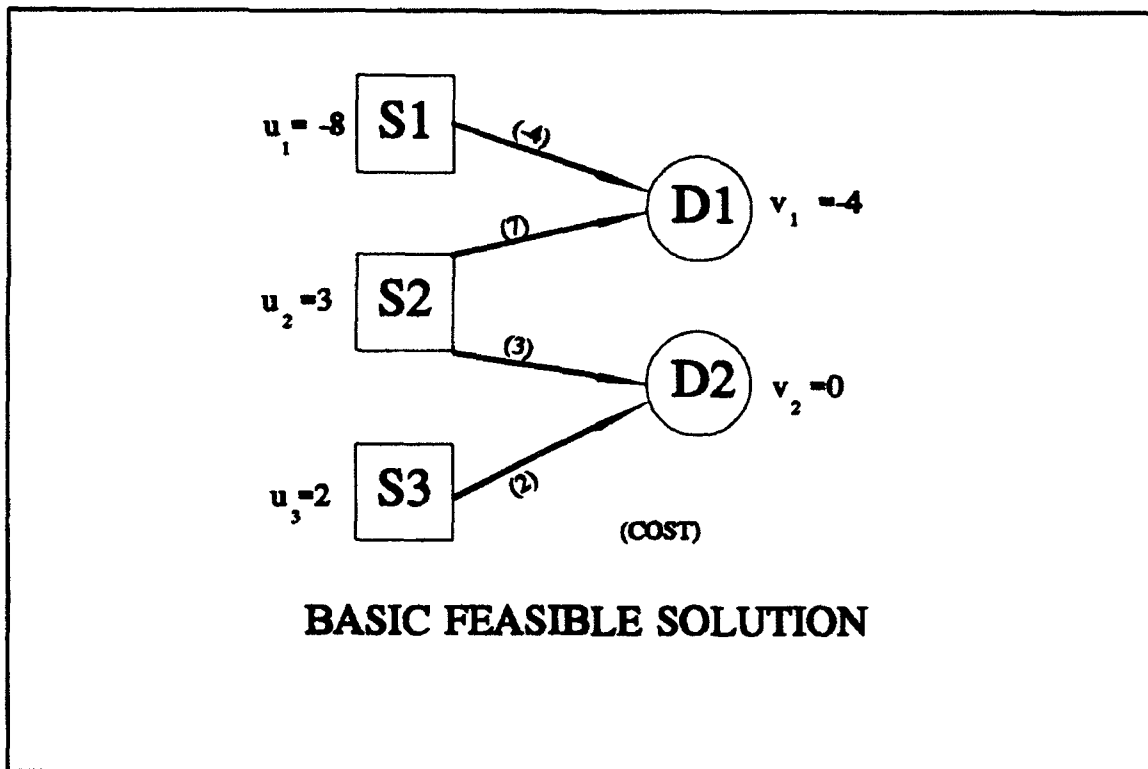 u₁ = -8 S1 (-4)
D1 v₁ =-4
(7)
u₂ =3 S2
(3)
D2 v₂ =0
u₃=2 S3 (2)
(COST)
BASIC FEASIBLE SOLUTION